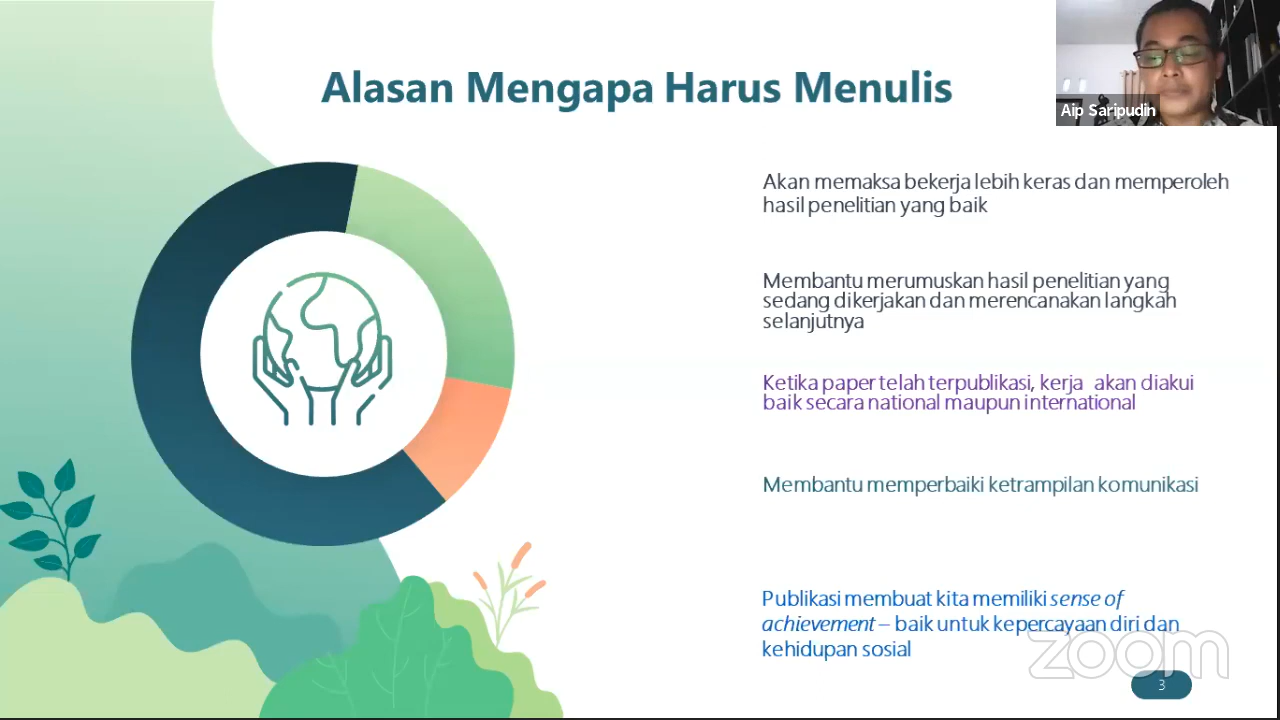 Alasan Mengapa Harus Menulis
Aip Saripudin
Akan memaksa bekerja lebih keras dan memperoleh
hasil penelitian yang baik
Membantu merumuskan hasil penelitian yang
sedang dikerjakan dan merencanakan langkah
selanjutnya
Ketika paper telah terpublikasi, kerja akan diakui
baik secara national maupun international
Membantu memperbaiki ketrampilan komunikasi
Publikasi membuat kita memiliki sense of
achievement – baik untuk kepercayaan diri dan
kehidupan sosial
zoom
3